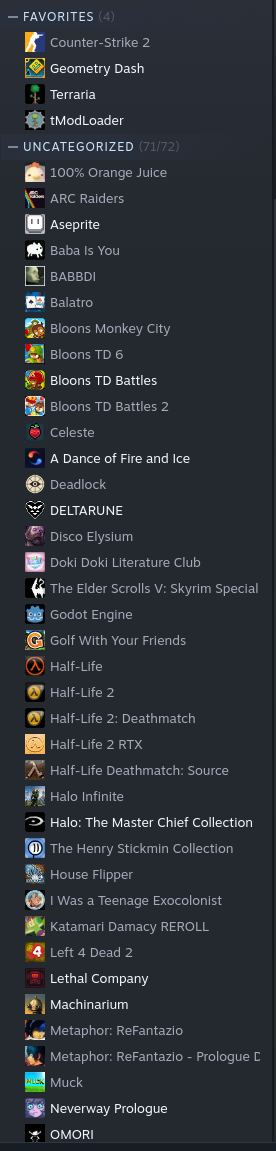 — FAVORITES (4)
Counter-Strike 2
Geometry Dash
Terraria
tModLoader
— UNCATEGORIZED (71/72)
100% Orange Juice
ARC Raiders
Aseprite
Baba Is You
BABBDI
Balatro
Bloons Monkey City
Bloons TD 6
Bloons TD Battles
Bloons TD Battles 2
Celeste
A Dance of Fire and Ice
Deadlock
DELTARUNE
Disco Elysium
Doki Doki Literature Club
The Elder Scrolls V: Skyrim Special
Godot Engine
Golf With Your Friends
Half-Life
Half-Life 2
Half-Life 2: Deathmatch
Half-Life 2 RTX
Half-Life Deathmatch: Source
Halo Infinite
Halo: The Master Chief Collection
The Henry Stickmin Collection
House Flipper
I Was a Teenage Exocolonist
Katamari Damacy REROLL
Left 4 Dead 2
Lethal Company
Machinarium
Metaphor: ReFantazio
Metaphor: ReFantazio - Prologue D
Muck
Neverway Prologue
OMORI